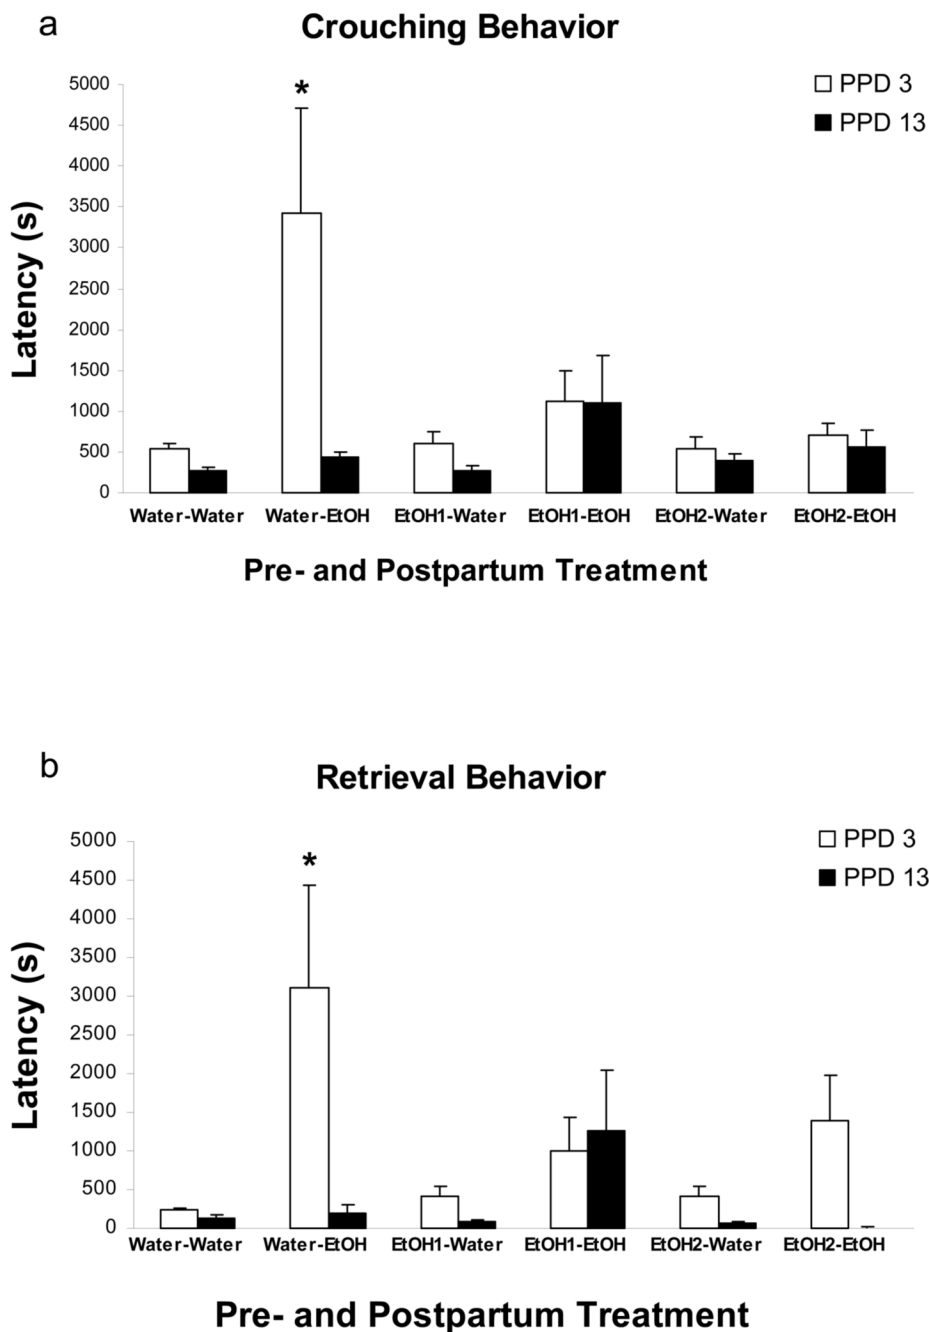 a
Crouching Behavior
PPD 3
PPD 13
*
5000
4500
4000
3500
3000
2500
2000
1500
1000
500
0
Latency (s)
Water-Water Water-EtOH EtOH1-Water EtOH1-EtOH EtOH2-Water EtOH2-EtOH
Pre- and Postpartum Treatment
b
Retrieval Behavior
PPD 3
PPD 13
*
5000
4500
4000
3500
3000
2500
2000
1500
1000
500
0
Latency (s)
Water-Water Water-EtOH EtOH1-Water EtOH1-EtOH EtOH2-Water EtOH2-EtOH
Pre- and Postpartum Treatment